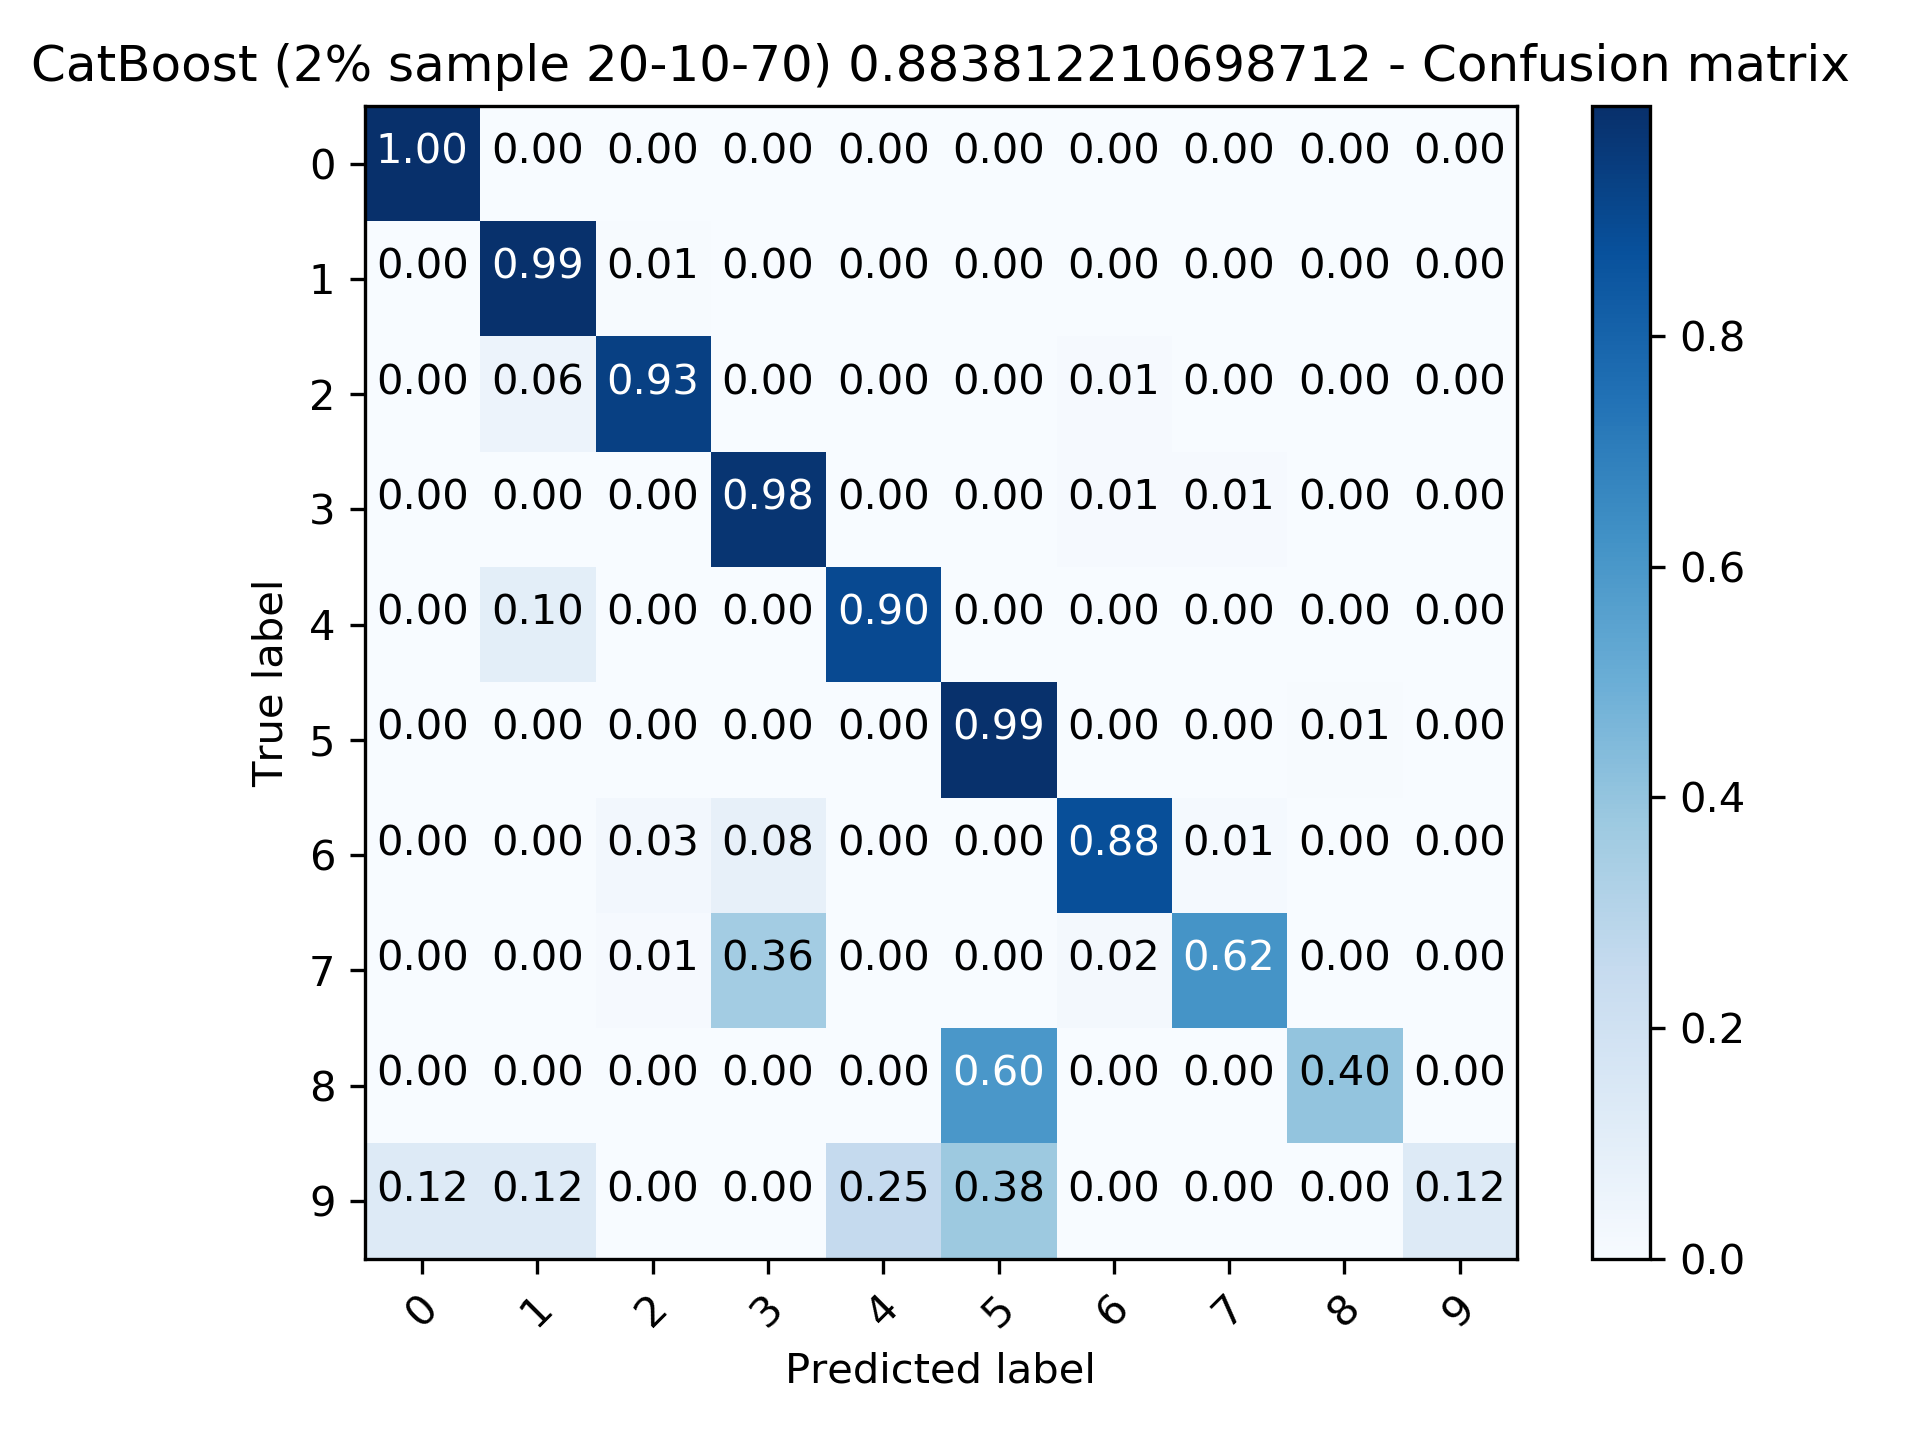 CatBoost (2% sample 20-10-70) 0.883812210698712 - Confusion matrix
0 1.00 0.00 0.00 0.00 0.00 0.00 0.00 0.00 0.00 0.00
1 0.00 0.99 0.01 0.00 0.00 0.00 0.00 0.00 0.00 0.00
2 0.00 0.06 0.93 0.00 0.00 0.00 0.01 0.00 0.00 0.00
3 0.00 0.00 0.00 0.98 0.00 0.00 0.01 0.01 0.00 0.00
4 0.00 0.10 0.00 0.00 0.90 0.00 0.00 0.00 0.00 0.00
5 0.00 0.00 0.00 0.00 0.00 0.99 0.00 0.00 0.01 0.00
6 0.00 0.00 0.03 0.08 0.00 0.00 0.88 0.01 0.00 0.00
7 0.00 0.00 0.01 0.36 0.00 0.00 0.02 0.62 0.00 0.00
8 0.00 0.00 0.00 0.00 0.00 0.60 0.00 0.00 0.40 0.00
9 0.12 0.12 0.00 0.00 0.25 0.38 0.00 0.00 0.00 0.12
0 1 2 3 4 5 6 7 8 9
Predicted label
True label
0.8
0.6
0.4
0.2
0.0